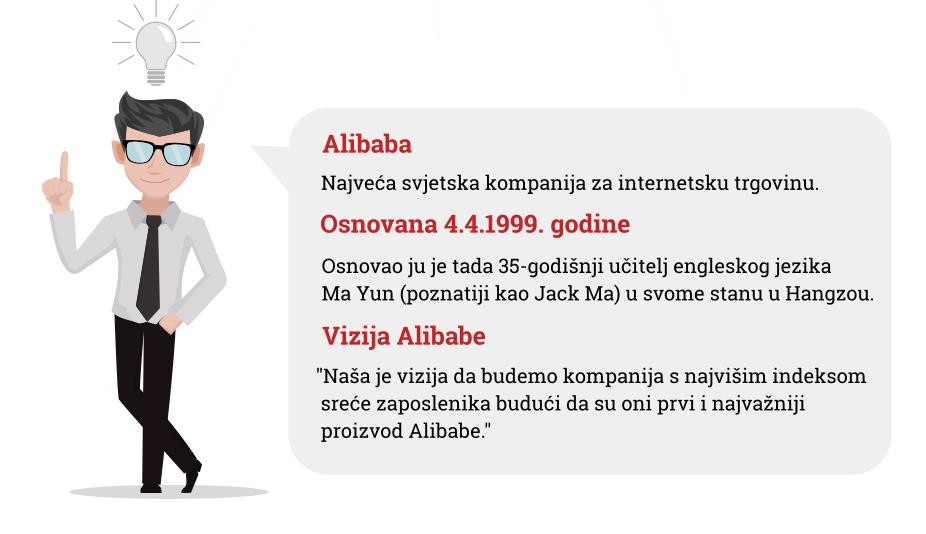 Alibaba
Najveća svjetska kompanija za internetsku trgovinu.
Osnovana 4.4.1999. godine
Osnovao ju je tada 35-godišnji učitelj engleskog jezika
Ma Yun (poznatiji kao Jack Ma) u svome stanu u Hangzou.
Vizija Alibabe
"Naša je vizija da budemo kompanija s najvišim indeksom
sreće zaposlenika budući da su oni prvi i najvažniji
proizvod Alibabe."